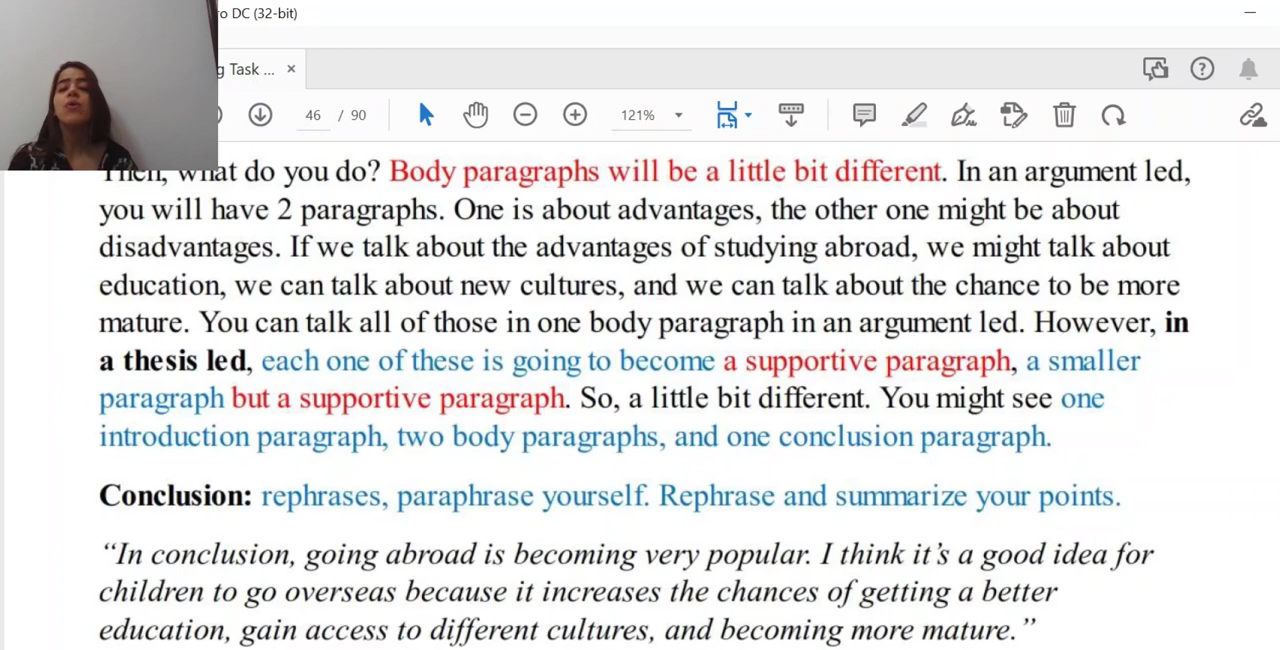 ro DC (32-bit)
g Task ... ×
46 / 90 121%
Then, what do you do? Body paragraphs will be a little bit different. In an argument led,
you will have 2 paragraphs. One is about advantages, the other one might be about
disadvantages. If we talk about the advantages of studying abroad, we might talk about
education, we can talk about new cultures, and we can talk about the chance to be more
mature. You can talk all of those in one body paragraph in an argument led. However, in
a thesis led, each one of these is going to become a supportive paragraph, a smaller
paragraph but a supportive paragraph. So, a little bit different. You might see one
introduction paragraph, two body paragraphs, and one conclusion paragraph.
Conclusion: rephrases, paraphrase yourself. Rephrase and summarize your points.
“In conclusion, going abroad is becoming very popular. I think it’s a good idea for
children to go overseas because it increases the chances of getting a better
education, gain access to different cultures, and becoming more mature.”